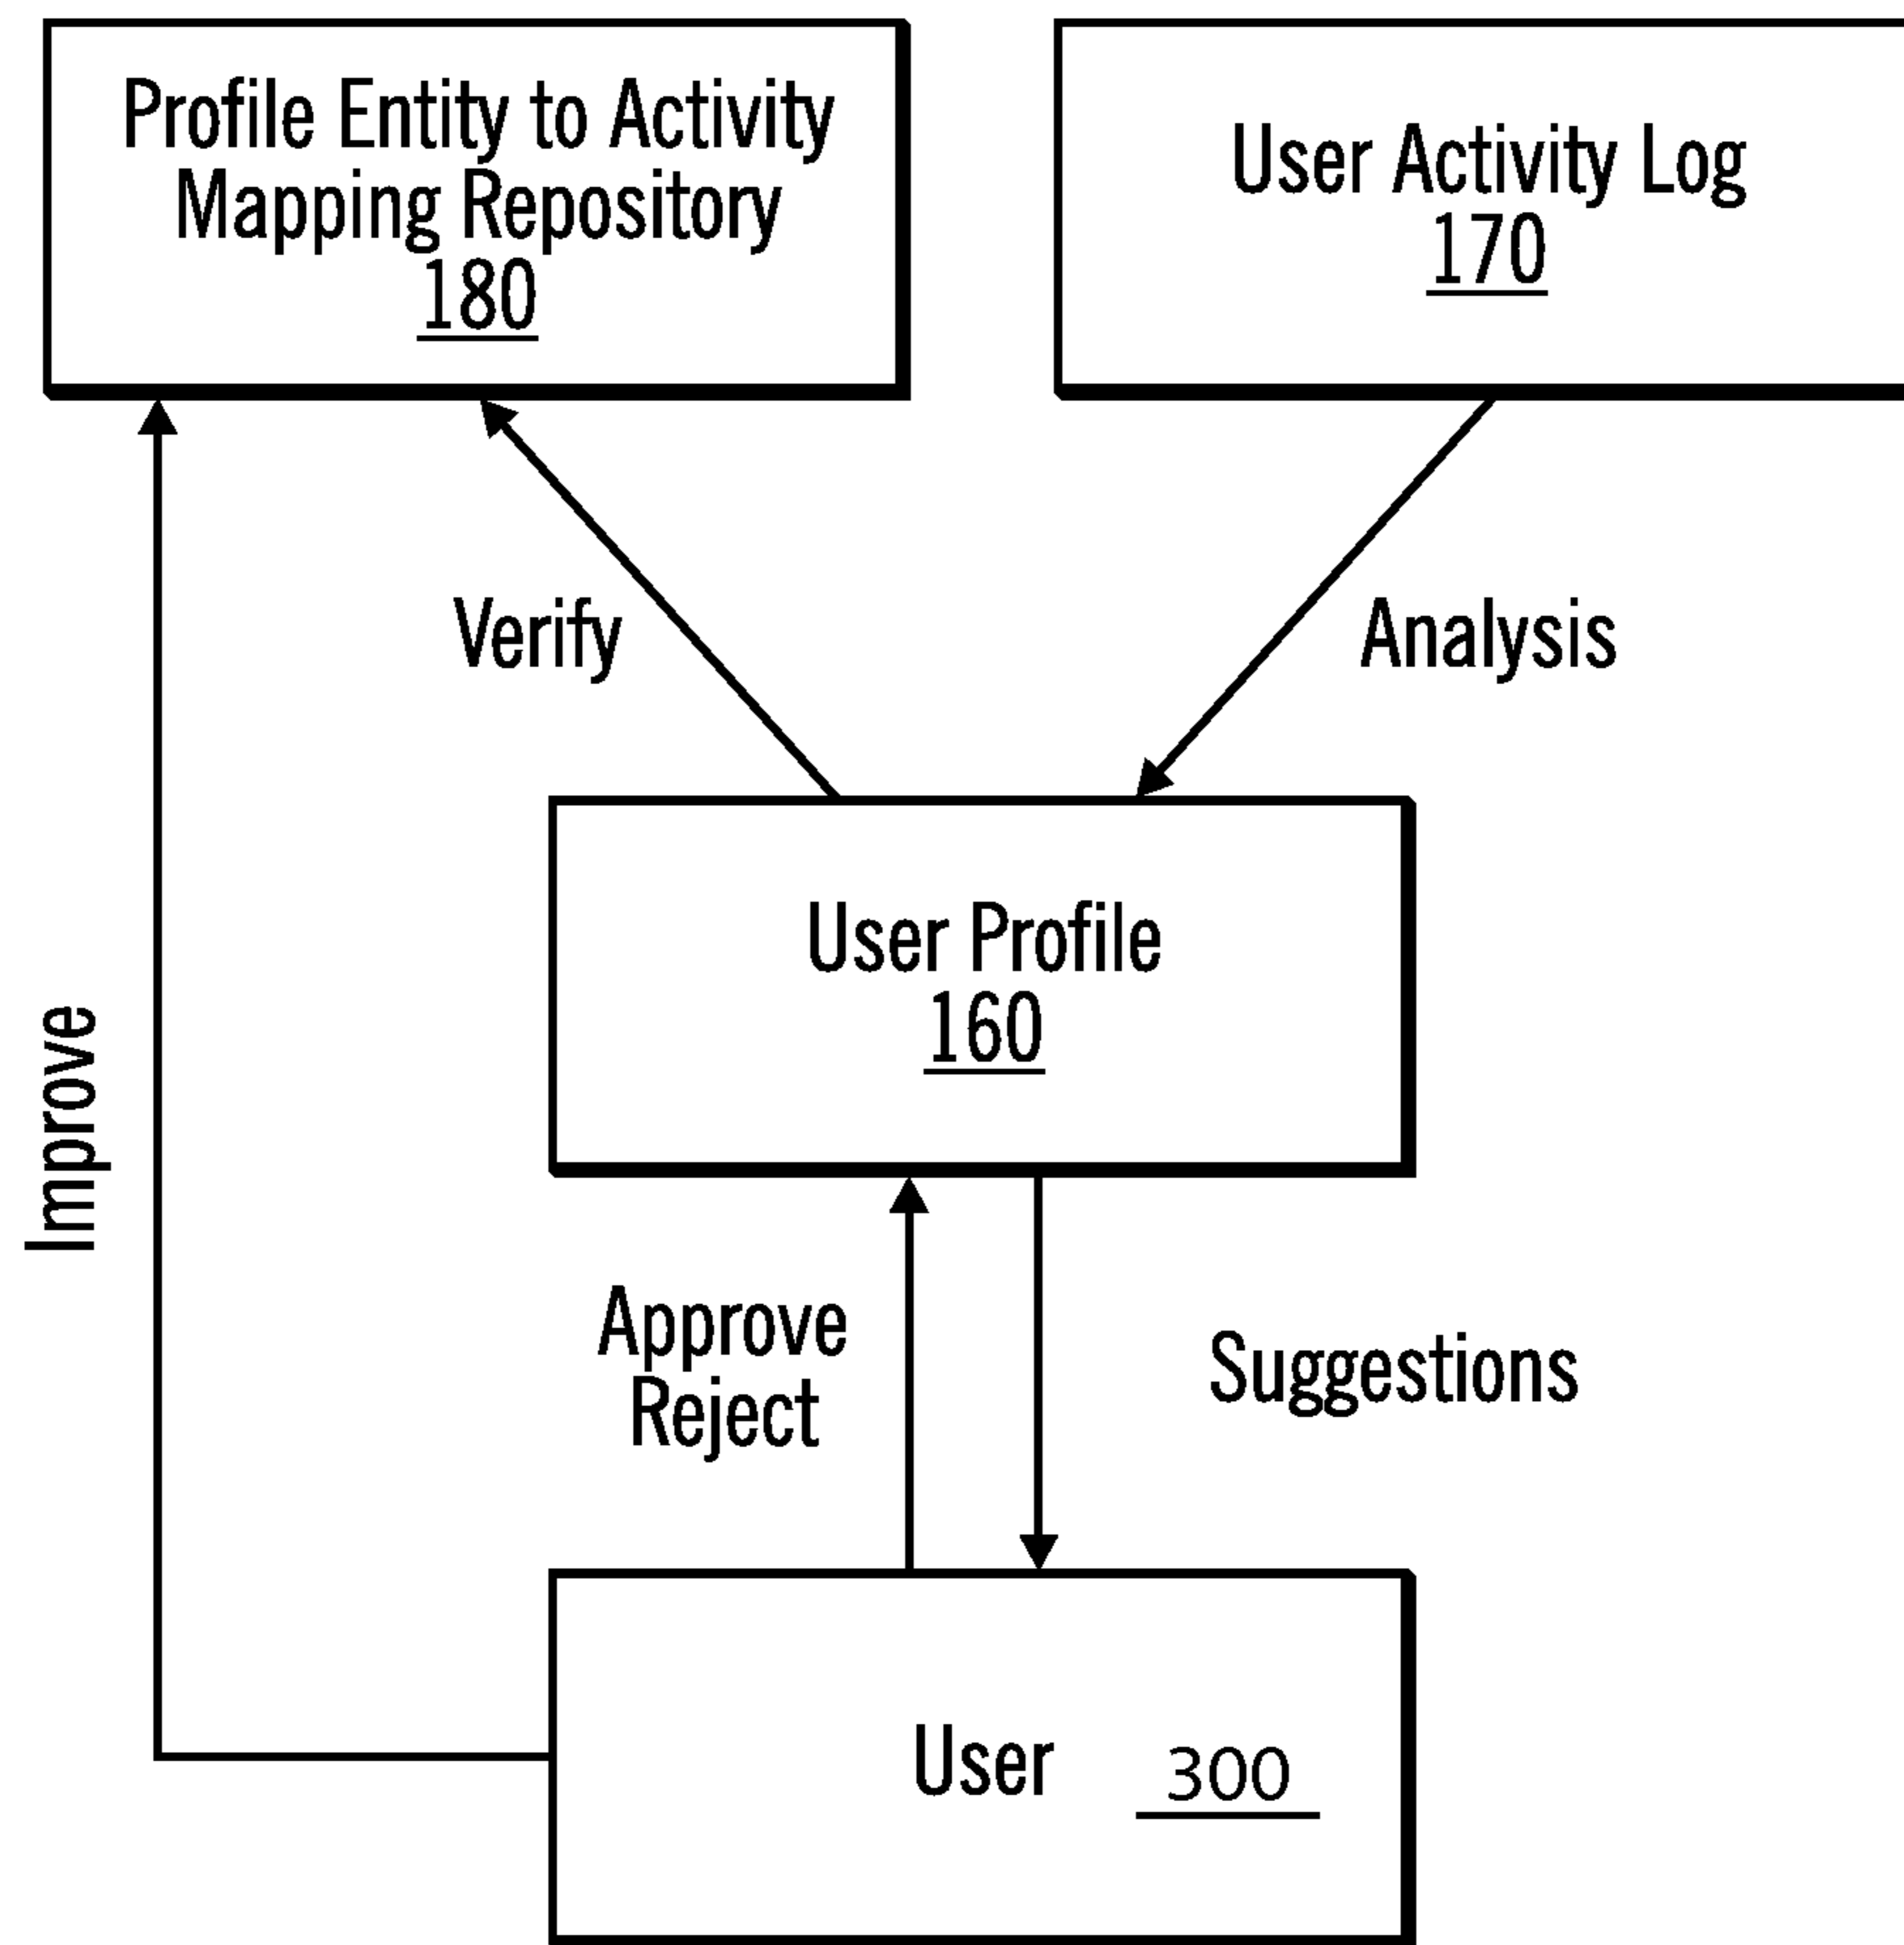 Profile Entity to Activity
Mapping Repository
180
User Activity Log
170
Verify
Analysis
User Profile
160
Improve
Approve
Reject
Suggestions
User 300